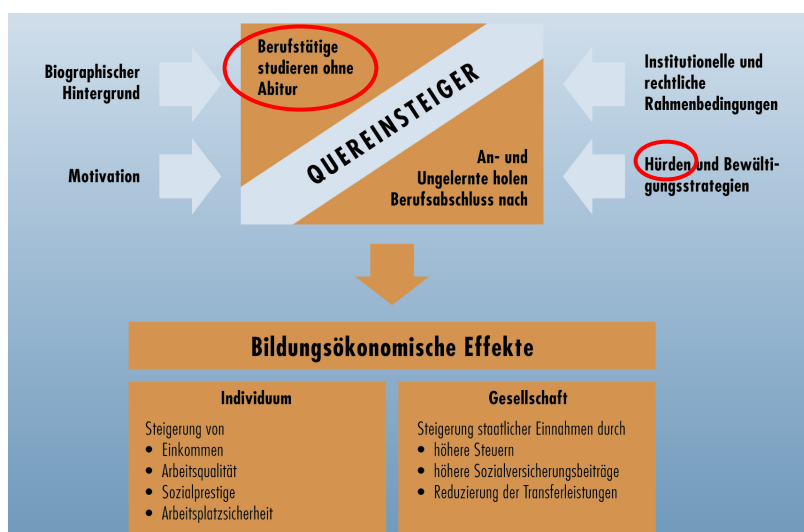 Biographischer
Hintergrund
Motivation
Berufstätige
studieren ohne
Abitur
QUEREINSTEIGER
An- und
Ungelernte holen
Berufsabschluss nach
Institutionelle und
rechtliche
Rahmenbedingungen
Hürden und Bewälti-
gungsstrategien
Bildungsökonomische Effekte
Individuum
Steigerung von
• Einkommen
• Arbeitsqualität
• Sozialprestige
• Arbeitsplatzsicherheit
Gesellschaft
Steigerung staatlicher Einnahmen durch
• höhere Steuern
• höhere Sozialversicherungsbeiträge
• Reduzierung der Transferleistungen